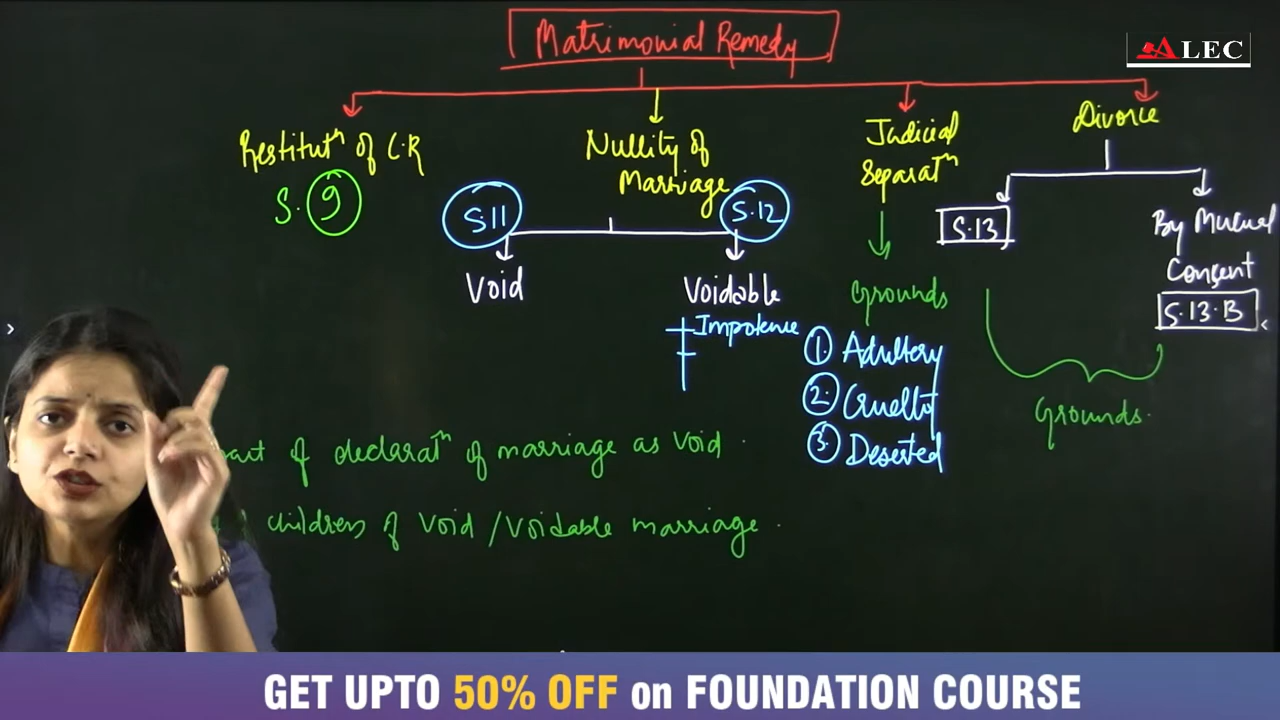 Matrimonial Remedy
ALEC
Restitutⁿ of C.R
S. 9
Nullity of
Marriage
S.11
S.12
Void
Voidable
Impotence
Judicial
Separatⁿ
Grounds
1. Adultery
2. Cruelty
3. Deserted
Divorce
S.13
By Mutual
Consent
S.13.B
Grounds.
of declaratⁿ of marriage as Void.
children of Void/Voidable marriage.
GET UPTO 50% OFF on FOUNDATION COURSE